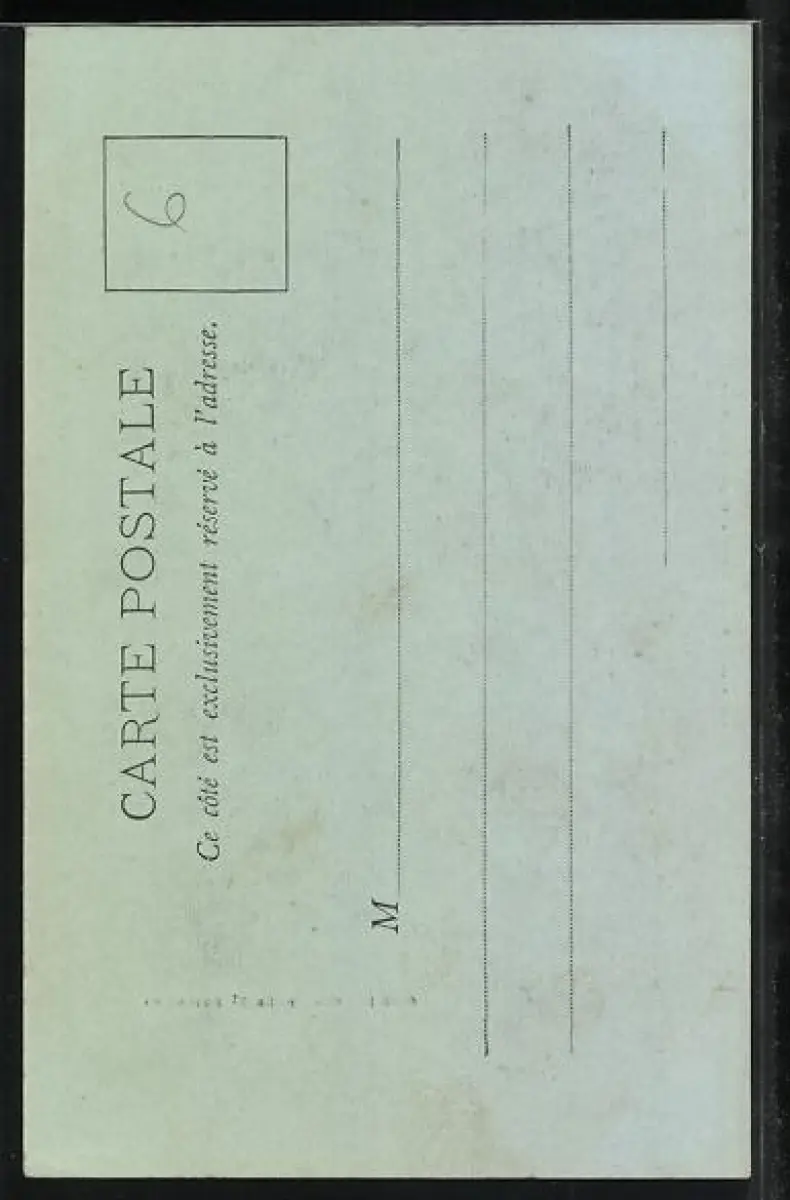 CARTE POSTALE
6
Ce côté est exclusivement réservé à l'adresse.
M